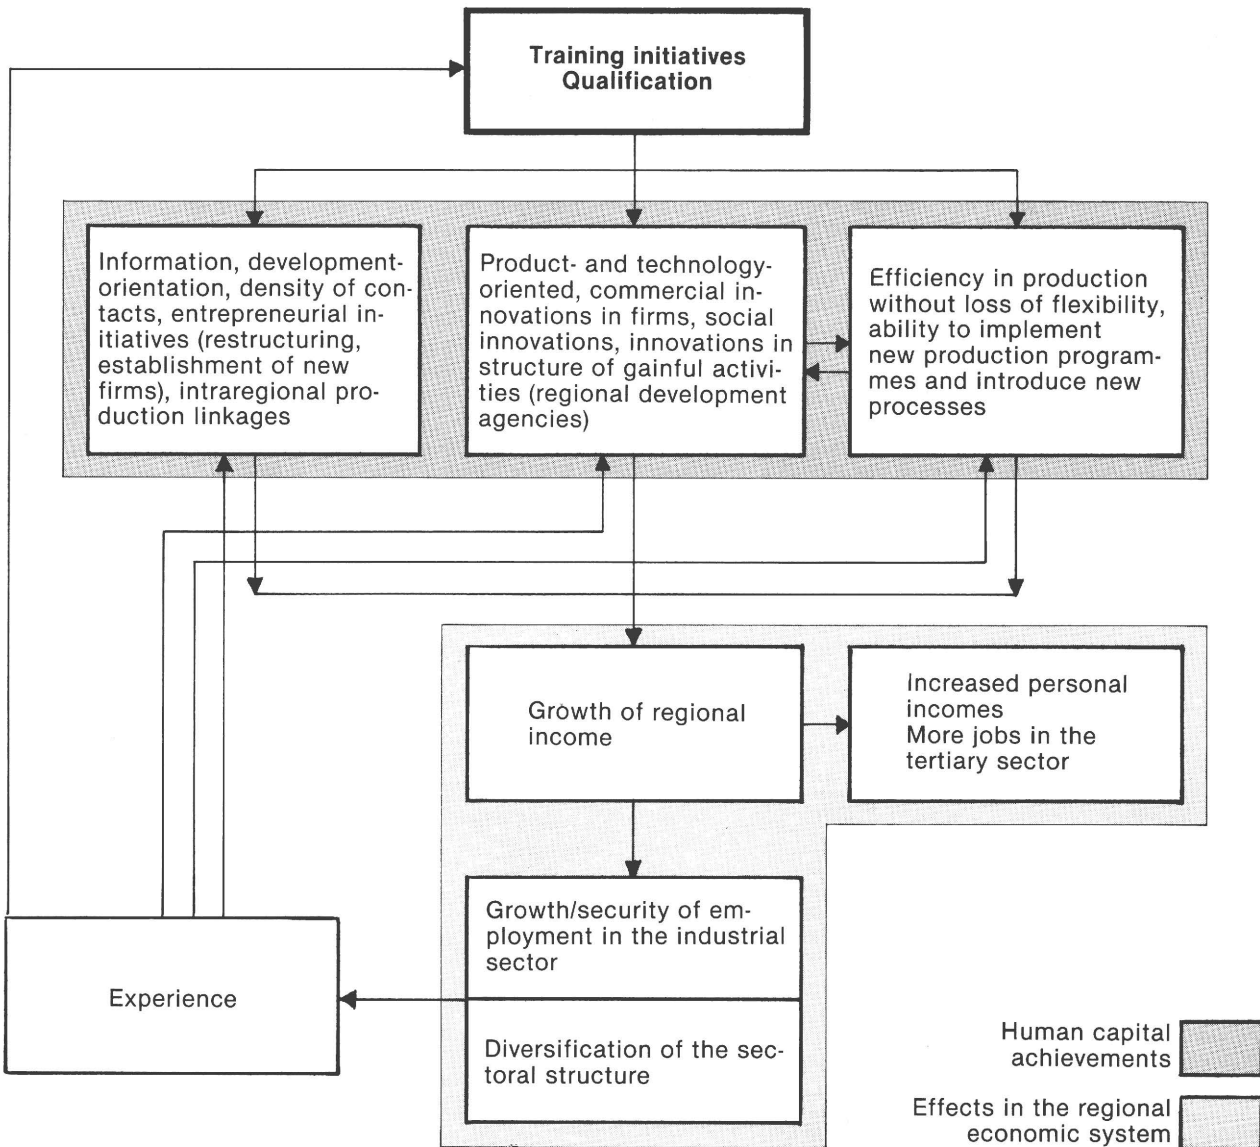 Training initiatives
Qualification
Information, development-
orientation, density of con-
tacts, entrepreneurial in-
itiatives (restructuring,
establishment of new
firms), intraregional pro-
duction linkages
Product- and technology-
oriented, commercial in-
novations in firms, social
innovations, innovations in
structure of gainful activi-
ties (regional development
agencies)
Efficiency in production
without loss of flexibility,
ability to implement
new production program-
mes and introduce new
processes
Growth of regional
income
Increased personal
incomes
More jobs in the
tertiary sector
Growth/security of em-
ployment in the industrial
sector
Experience
Diversification of the sec-
toral structure
Human capital
achievements
Effects in the regional
economic system